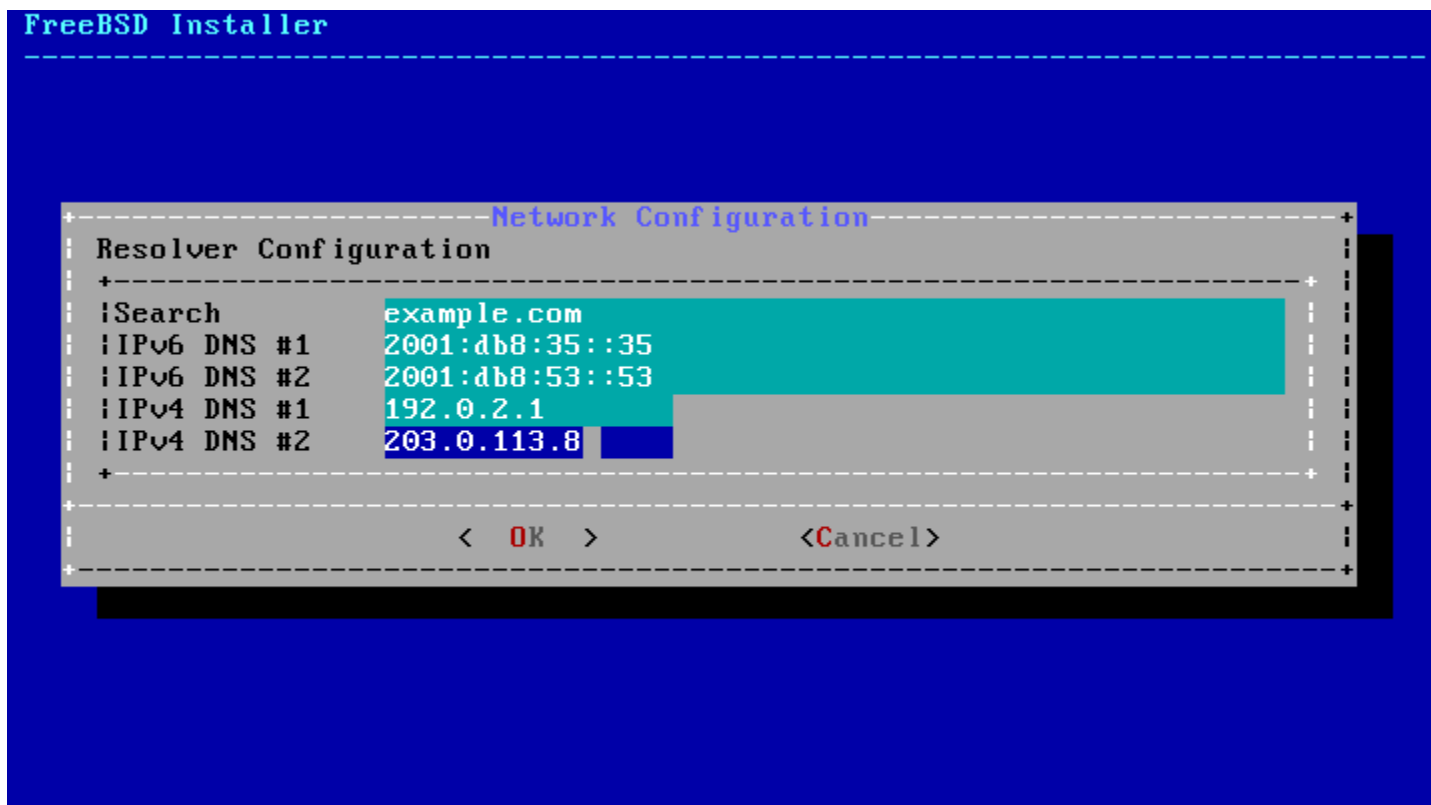 FreeBSD Installer
Network Configuration
Resolver Configuration
Search example.com
IPv6 DNS #1 2001:db8:35::35
IPv6 DNS #2 2001:db8:53::53
IPv4 DNS #1 192.0.2.1
IPv4 DNS #2 203.0.113.8
< OK > <Cancel>